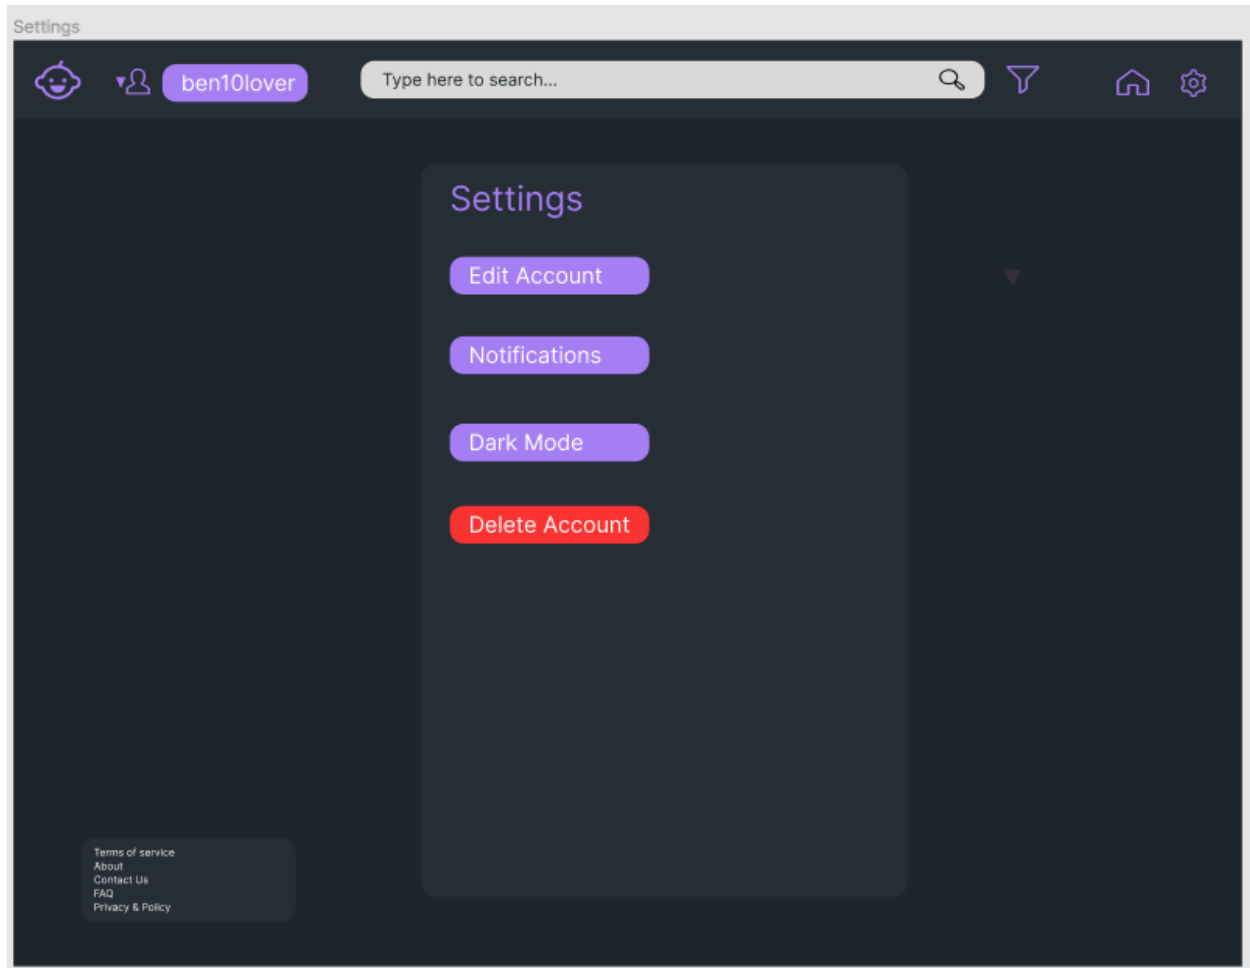 Settings
ben10lover
Type here to search...
Settings
Edit Account
Notifications
Dark Mode
Delete Account
Terms of service
About
Contact Us
FAQ
Privacy & Policy